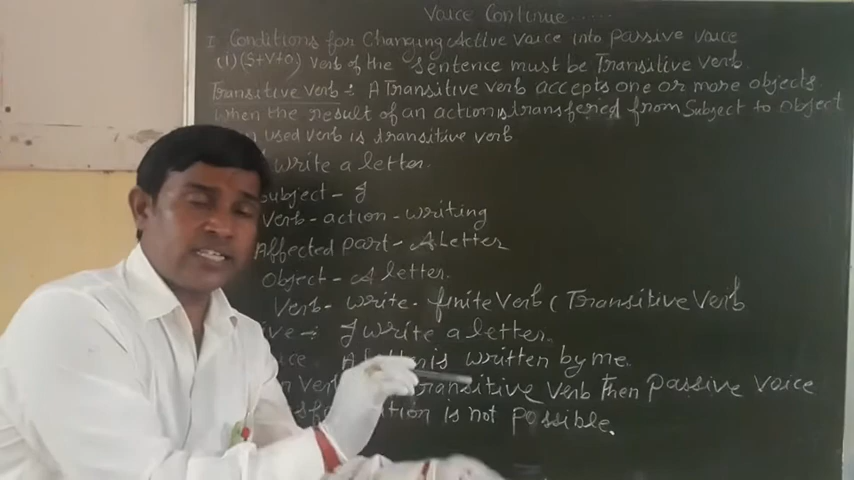 Voice Continue......
I Conditions for Changing Active Voice into passive voice
(1) (S+V+O) verb of the sentence must be Transitive verb.
Transitive verb :- A Transitive verb accepts one or more objects.
When the result of an action is transfered from Subject to Object
used verb is transitive verb.
write a letter.
Subject - I
Verb - action - writing
Affected part - A Letter
Object - a letter.
Verb - write - finite Verb (Transitive Verb
:- I write a letter.
is written by me.
Transitive Verb then passive voice
is not possible.